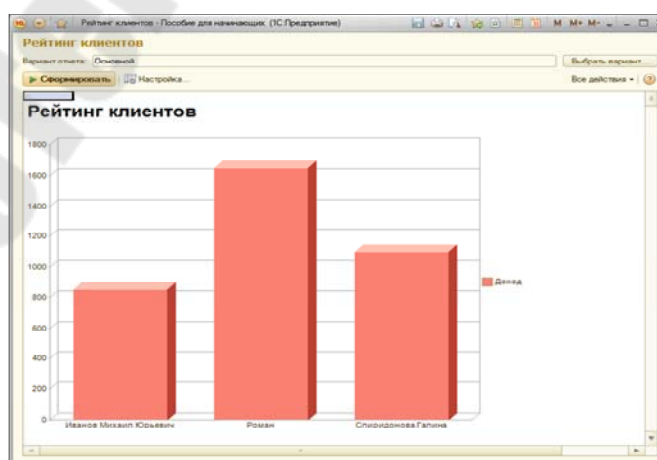 Рейтинг клиентов - Пособие для начинающих (1С:Предприятие)
M M+ M-
Рейтинг клиентов
Вариант отчета: Основной
Выбрать вариант...
Сформировать
Настройка...
Все действия
Рейтинг клиентов
1800
1600
1400
1200
1000
800
600
400
200
0
Доход
Иванов Михаил Юрьевич
Роман
Спиридонова Галина